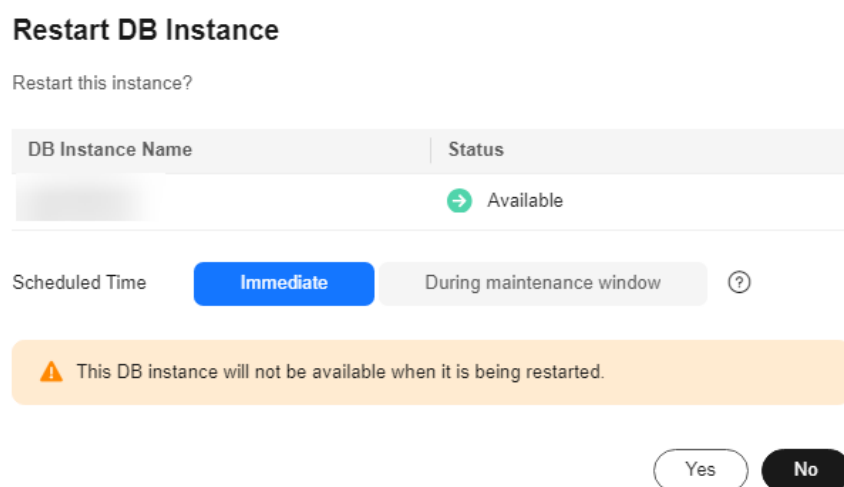 Restart DB Instance
Restart this instance?
DB Instance Name Status
Available
Scheduled Time Immediate During maintenance window ?
This DB instance will not be available when it is being restarted.
Yes No